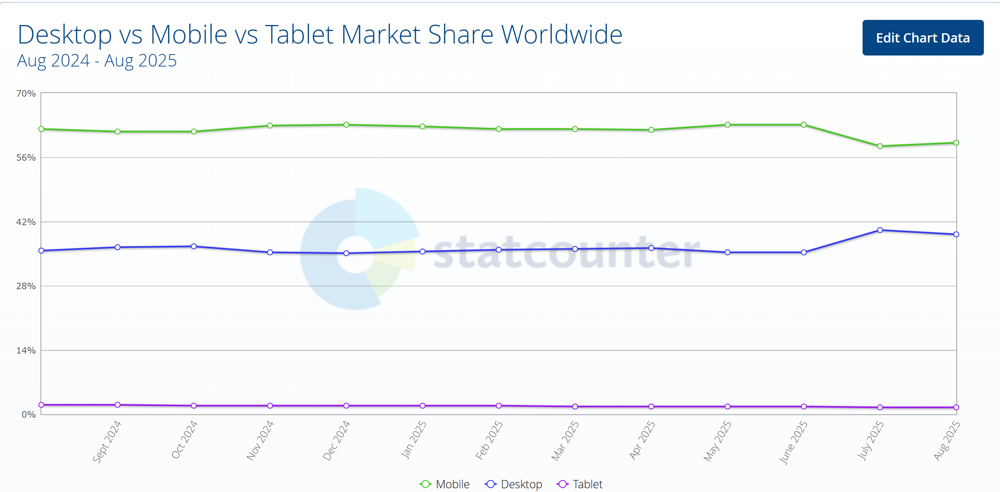 Desktop vs Mobile vs Tablet Market Share Worldwide
Edit Chart Data
Aug 2024 - Aug 2025
70%
56%
42%
28%
14%
0%
statcounter
Sept 2024
Oct 2024
Nov 2024
Dec 2024
Jan 2025
Feb 2025
Mar 2025
Apr 2025
May 2025
June 2025
July 2025
Aug 2025
Mobile Desktop Tablet